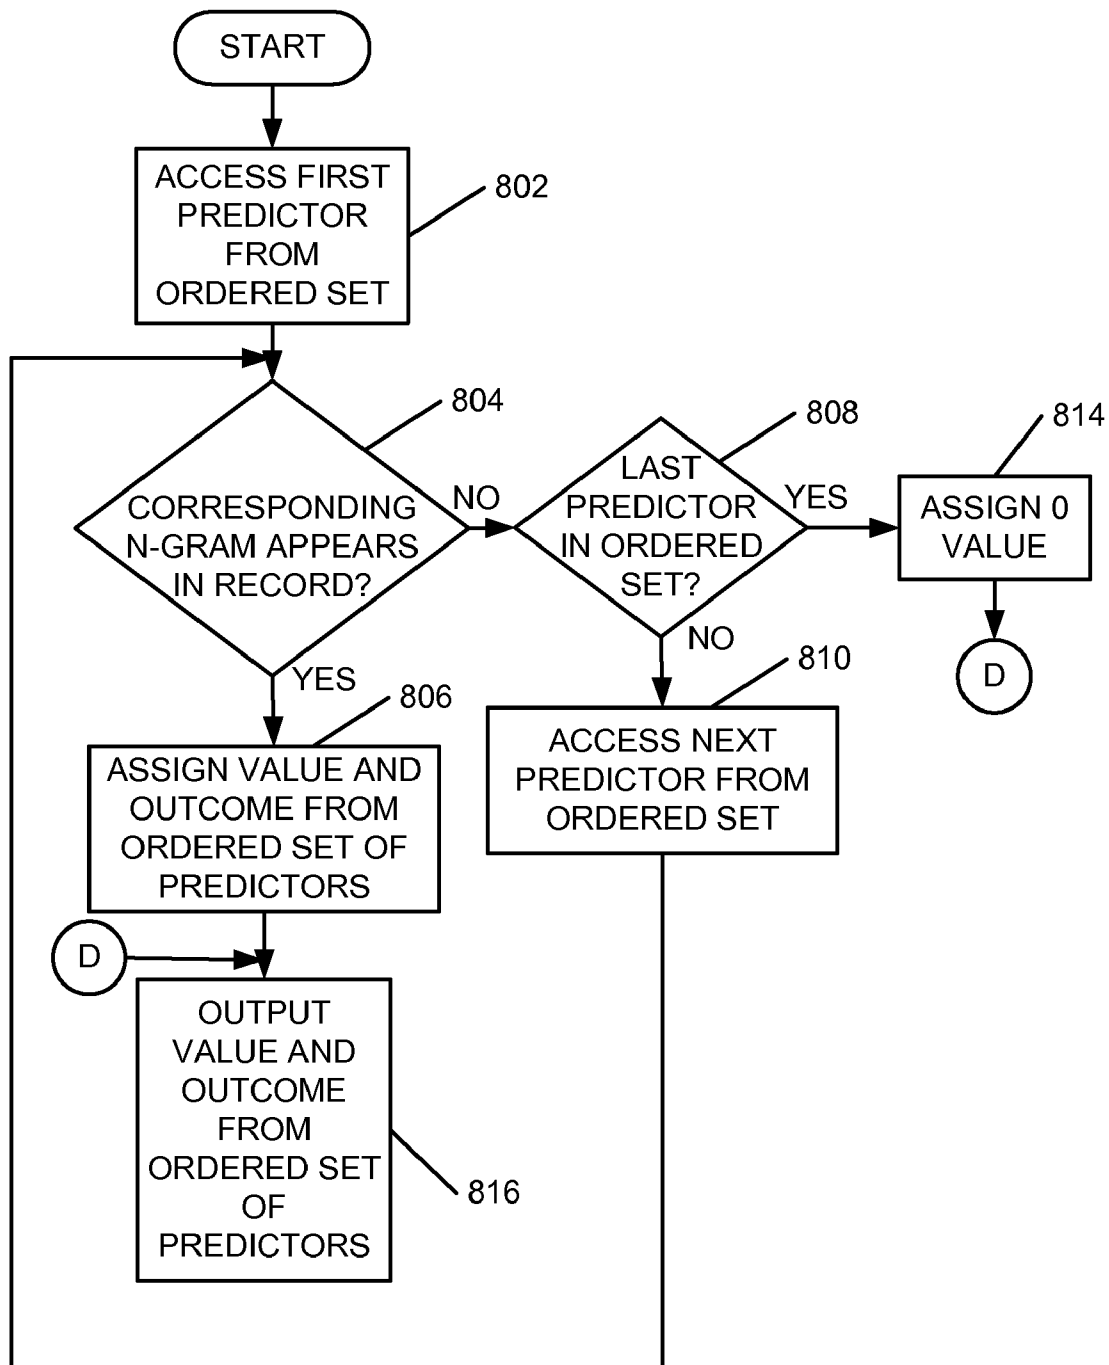 START
ACCESS FIRST
PREDICTOR
FROM
ORDERED SET
802
804
CORRESPONDING
N-GRAM APPEARS
IN RECORD?
NO
808
LAST
PREDICTOR
IN ORDERED
SET?
YES
814
ASSIGN 0
VALUE
D
NO
810
ACCESS NEXT
PREDICTOR FROM
ORDERED SET
YES
806
ASSIGN VALUE AND
OUTCOME FROM
ORDERED SET OF
PREDICTORS
D
OUTPUT
VALUE AND
OUTCOME
FROM
ORDERED SET
OF
PREDICTORS
816